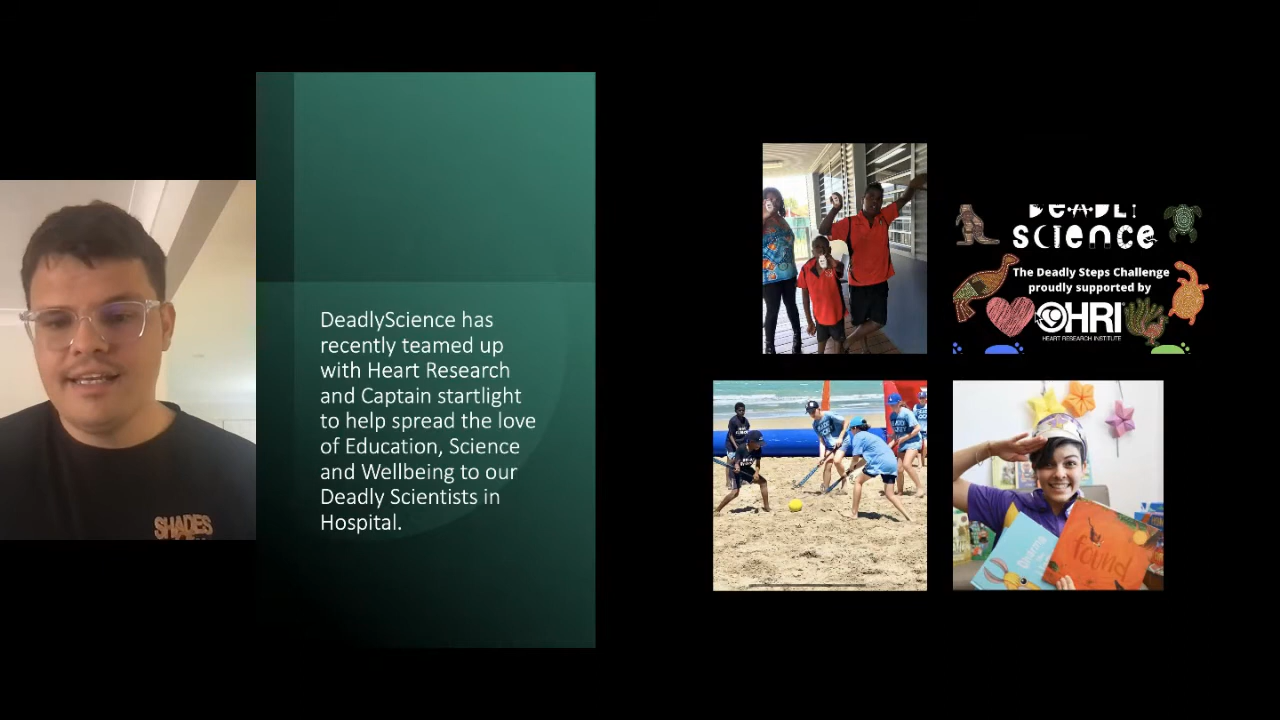 DeadlyScience has
recently teamed up
with Heart Research
and Captain startlight
to help spread the love
of Education, Science
and Wellbeing to our
Deadly Scientists in
Hospital.
SHADES
DEADLY
science
The Deadly Steps Challenge
proudly supported by
HRI
HEART RESEARCH INSTITUTE
found